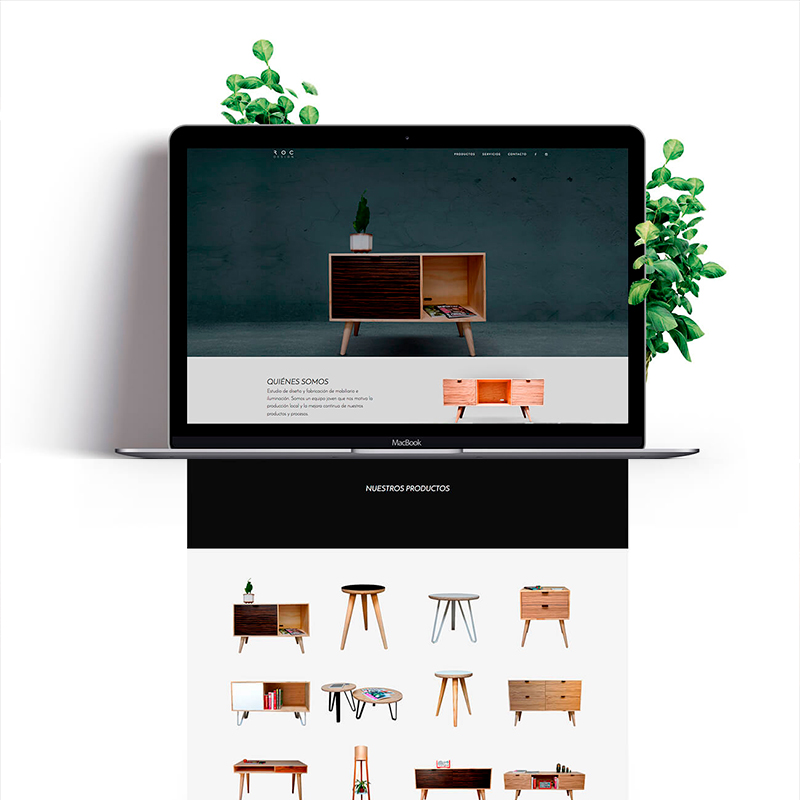 ROC
DESIGN
PRODUCTOS SERVICIOS CONTACTO f
QUIÉNES SOMOS
Estudio de diseño y fabricación de mobiliario e
iluminación. Somos un equipo joven que nos motiva la
producción local y la mejora continua de nuestros
productos y procesos.
MacBook
NUESTROS PRODUCTOS